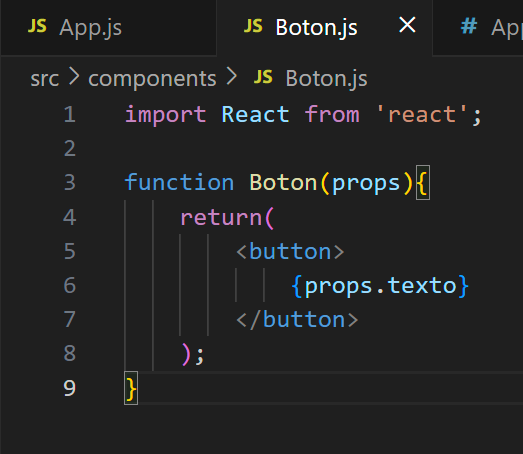 JS App.js JS Boton.js × # App
src > components > JS Boton.js
1 import React from 'react';
2
3 function Boton(props){
4 return(
5 <button>
6 {props.texto}
7 </button>
8 );
9 }